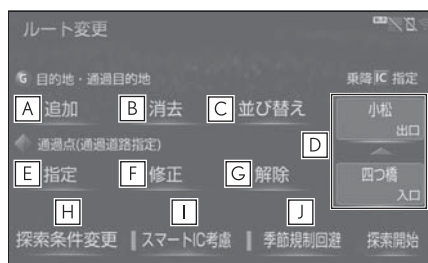 ルート変更
G 目的地・通過目的地
乗降IC 指定
A 追加
B 消去
C 並び替え
D
小松
出口
通過点(通過道路指定)
E 指定
F 修正
G 解除
四つ橋
入口
H
I
J
探索条件変更
スマートIC考慮
季節規制回避
探索開始